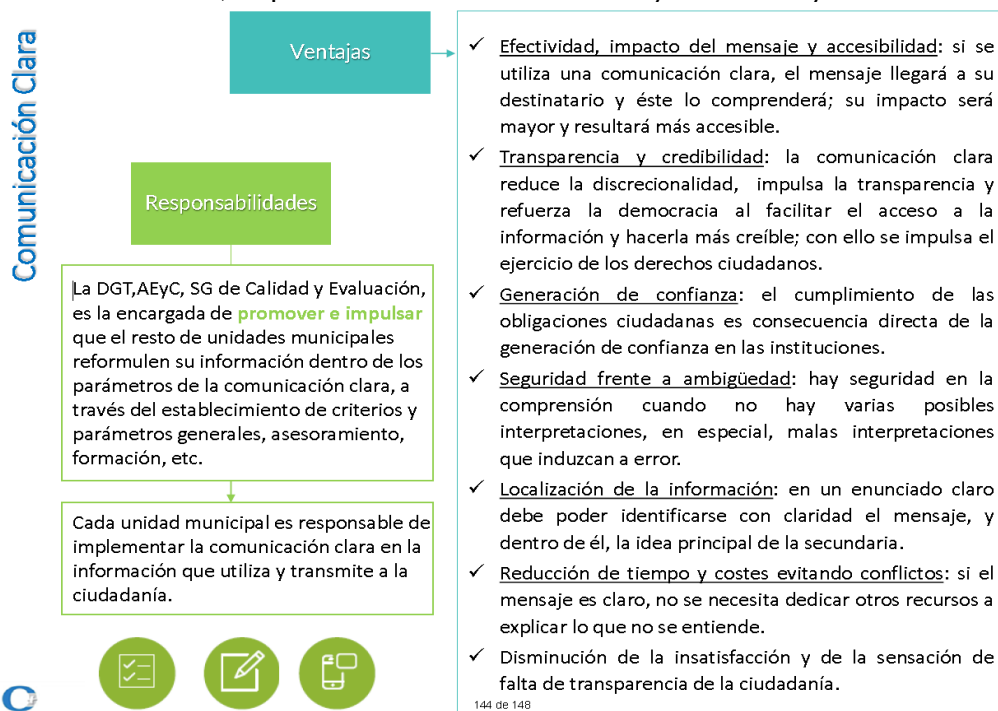 Comunicación Clara
Ventajas
Responsabilidades
La DGT,AEyC, SG de Calidad y Evaluación,
es la encargada de promover e impulsar
que el resto de unidades municipales
reformulen su información dentro de los
parámetros de la comunicación clara, a
través del establecimiento de criterios y
parámetros generales, asesoramiento,
formación, etc.
Cada unidad municipal es responsable de
implementar la comunicación clara en la
información que utiliza y transmite a la
ciudadanía.
✓ Efectividad, impacto del mensaje y accesibilidad: si se
utiliza una comunicación clara, el mensaje llegará a su
destinatario y éste lo comprenderá; su impacto será
mayor y resultará más accesible.
✓ Transparencia y credibilidad: la comunicación clara
reduce la discrecionalidad, impulsa la transparencia y
refuerza la democracia al facilitar el acceso a la
información y hacerla más creíble; con ello se impulsa el
ejercicio de los derechos ciudadanos.
✓ Generación de confianza: el cumplimiento de las
obligaciones ciudadanas es consecuencia directa de la
generación de confianza en las instituciones.
✓ Seguridad frente a ambigüedad: hay seguridad en la
comprensión cuando no hay varias posibles
interpretaciones, en especial, malas interpretaciones
que induzcan a error.
✓ Localización de la información: en un enunciado claro
debe poder identificarse con claridad el mensaje, y
dentro de él, la idea principal de la secundaria.
✓ Reducción de tiempo y costes evitando conflictos: si el
mensaje es claro, no se necesita dedicar otros recursos a
explicar lo que no se entiende.
✓ Disminución de la insatisfacción y de la sensación de
falta de transparencia de la ciudadanía.
144 de 148